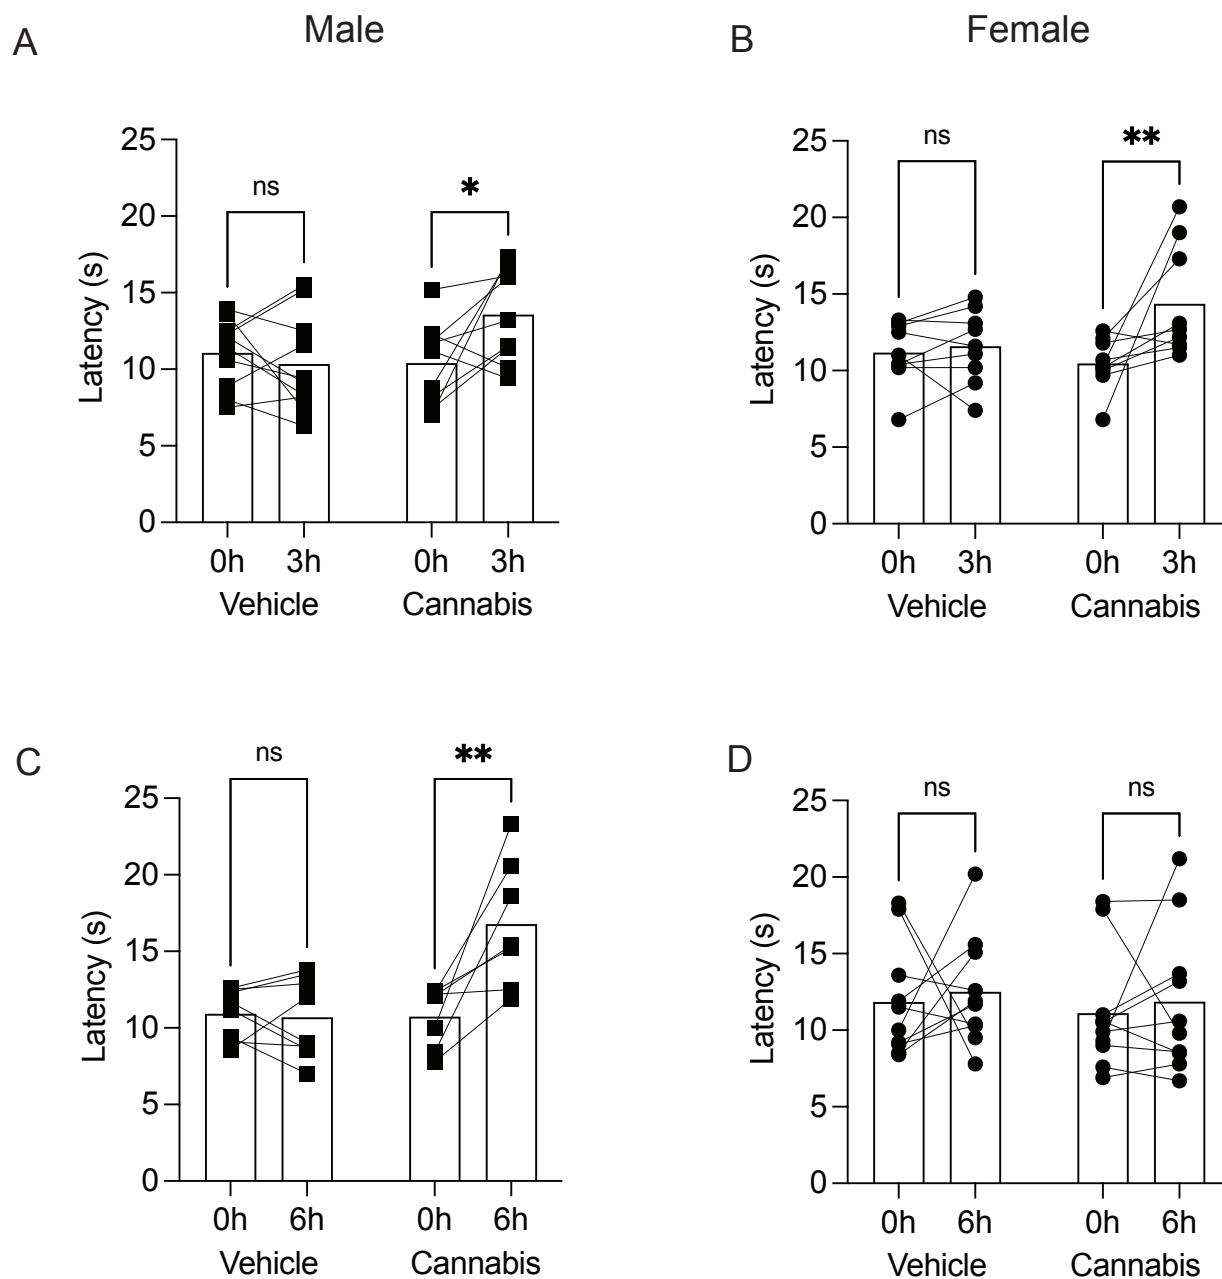 A Male
B Female
ns *
25
20
15
10
5
0
Latency (s)
0h 3h 0h 3h
Vehicle Cannabis
ns **
25
20
15
10
5
0
Latency (s)
0h 3h 0h 3h
Vehicle Cannabis
C
ns **
25
20
15
10
5
0
Latency (s)
0h 6h 0h 6h
Vehicle Cannabis
D
ns ns
25
20
15
10
5
0
Latency (s)
0h 6h 0h 6h
Vehicle Cannabis